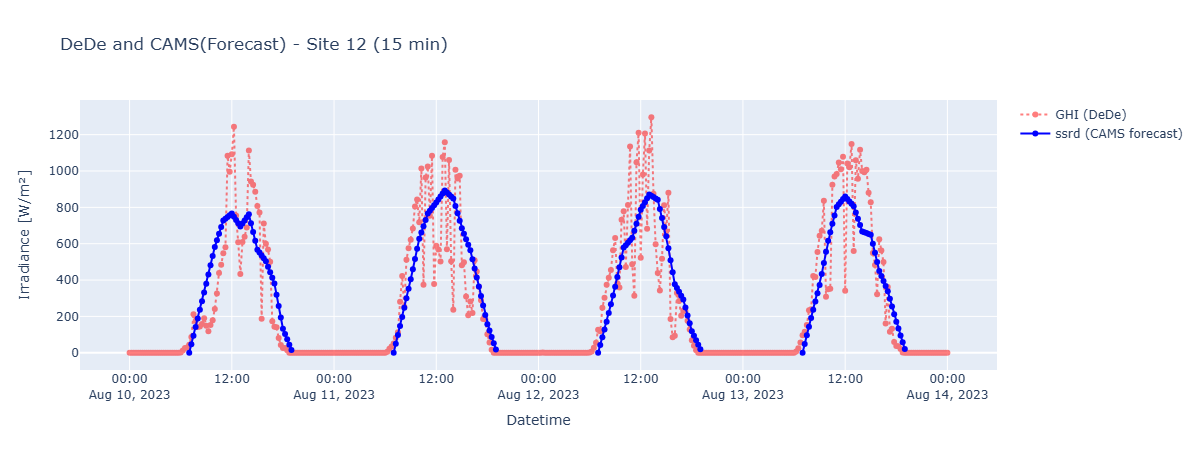 DeDe and CAMS(Forecast) - Site 12 (15 min)
GHI (DeDe)
ssrd (CAMS forecast)
Irradiance [W/m²]
1200
1000
800
600
400
200
0
00:00 12:00 00:00 12:00 00:00 12:00 00:00 12:00 00:00
Aug 10, 2023 Aug 11, 2023 Aug 12, 2023 Aug 13, 2023 Aug 14, 2023
Datetime